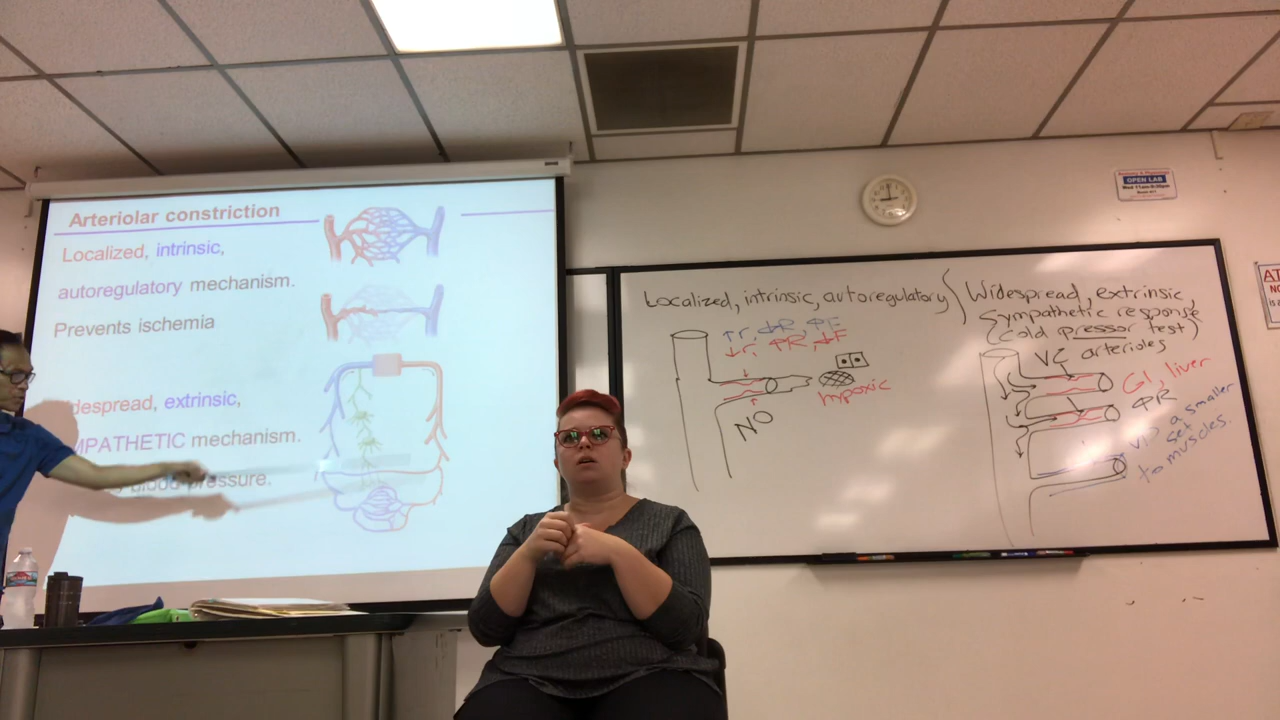 Arteriolar constriction
Localized, intrinsic,
autoregulatory mechanism.
Prevents ischemia
despread, extrinsic,
MPATHETIC mechanism.
blood pressure.
Localized, intrinsic, autoregulatory
↑r, ↓R, ↑F
↓r, ↑R, ↓F
hypoxic
NO
Widespread, extrinsic,
Sympathetic response
(cold pressor test)
VC arterioles
GI, liver
↑R
VD a smaller
set
to muscles.
OPEN LAB